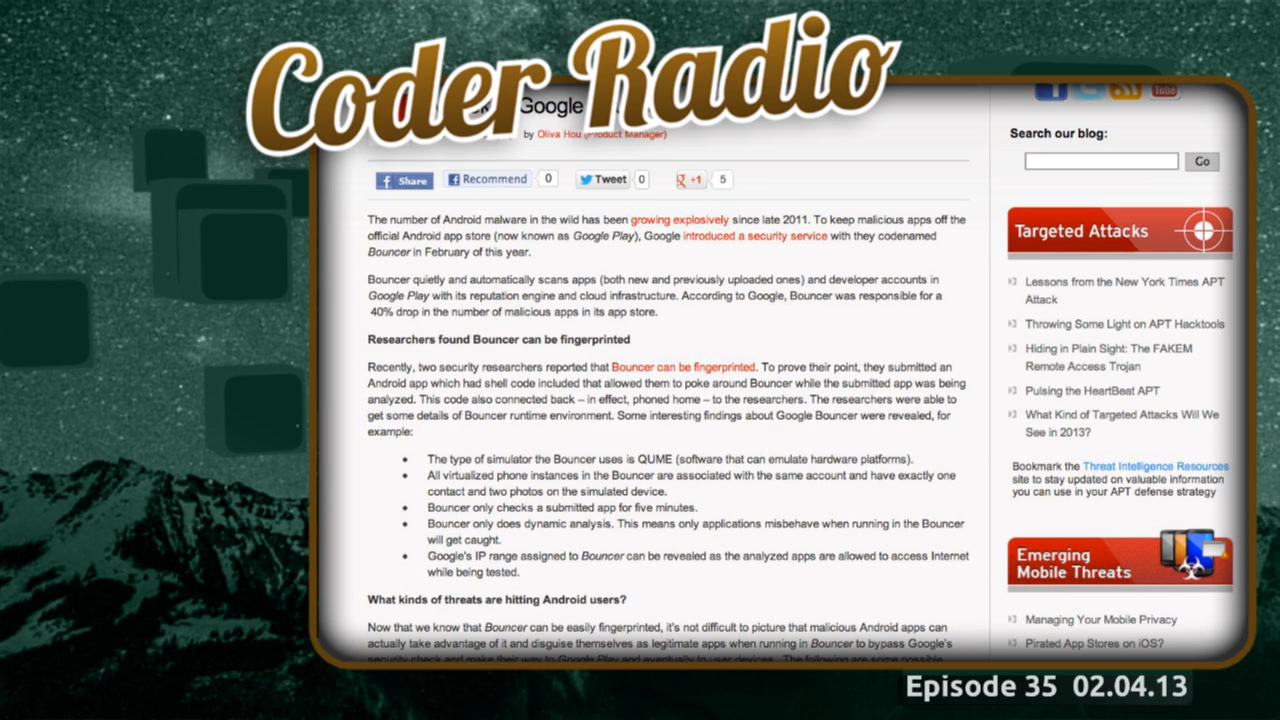 Coder Radio
Google
by Oliva Hou (Product Manager)
Share
Recommend 0
Tweet 0
+1 5
The number of Android malware in the wild has been growing explosively since late 2011. To keep malicious apps off the
official Android app store (now known as Google Play), Google introduced a security service with they codenamed
Bouncer in February of this year.
Bouncer quietly and automatically scans apps (both new and previously uploaded ones) and developer accounts in
Google Play with its reputation engine and cloud infrastructure. According to Google, Bouncer was responsible for a
40% drop in the number of malicious apps in its app store.
Researchers found Bouncer can be fingerprinted
Recently, two security researchers reported that Bouncer can be fingerprinted. To prove their point, they submitted an
Android app which had shell code included that allowed them to poke around Bouncer while the submitted app was being
analyzed. This code also connected back – in effect, phoned home – to the researchers. The researchers were able to
get some details of Bouncer runtime environment. Some interesting findings about Google Bouncer were revealed, for
example:
• The type of simulator the Bouncer uses is QUME (software that can emulate hardware platforms).
• All virtualized phone instances in the Bouncer are associated with the same account and have exactly one
contact and two photos on the simulated device.
• Bouncer only checks a submitted app for five minutes.
• Bouncer only does dynamic analysis. This means only applications misbehave when running in the Bouncer
will get caught.
• Google's IP range assigned to Bouncer can be revealed as the analyzed apps are allowed to access Internet
while being tested.
What kinds of threats are hitting Android users?
Now that we know that Bouncer can be easily fingerprinted, it's not difficult to picture that malicious Android apps can
actually take advantage of it and disguise themselves as legitimate apps when running in Bouncer to bypass Google's
security check and make their way to Google Play and eventually to user devices. The following are some possible
Tube
Search our blog:
Go
Targeted Attacks
Lessons from the New York Times APT
Attack
Throwing Some Light on APT Hacktools
Hiding in Plain Sight: The FAKEM
Remote Access Trojan
Pulsing the HeartBeat APT
What Kind of Targeted Attacks Will We
See in 2013?
Bookmark the Threat Intelligence Resources
site to stay updated on valuable information
you can use in your APT defense strategy
Emerging
Mobile Threats
Managing Your Mobile Privacy
Pirated App Stores on iOS?
Episode 35 02.04.13